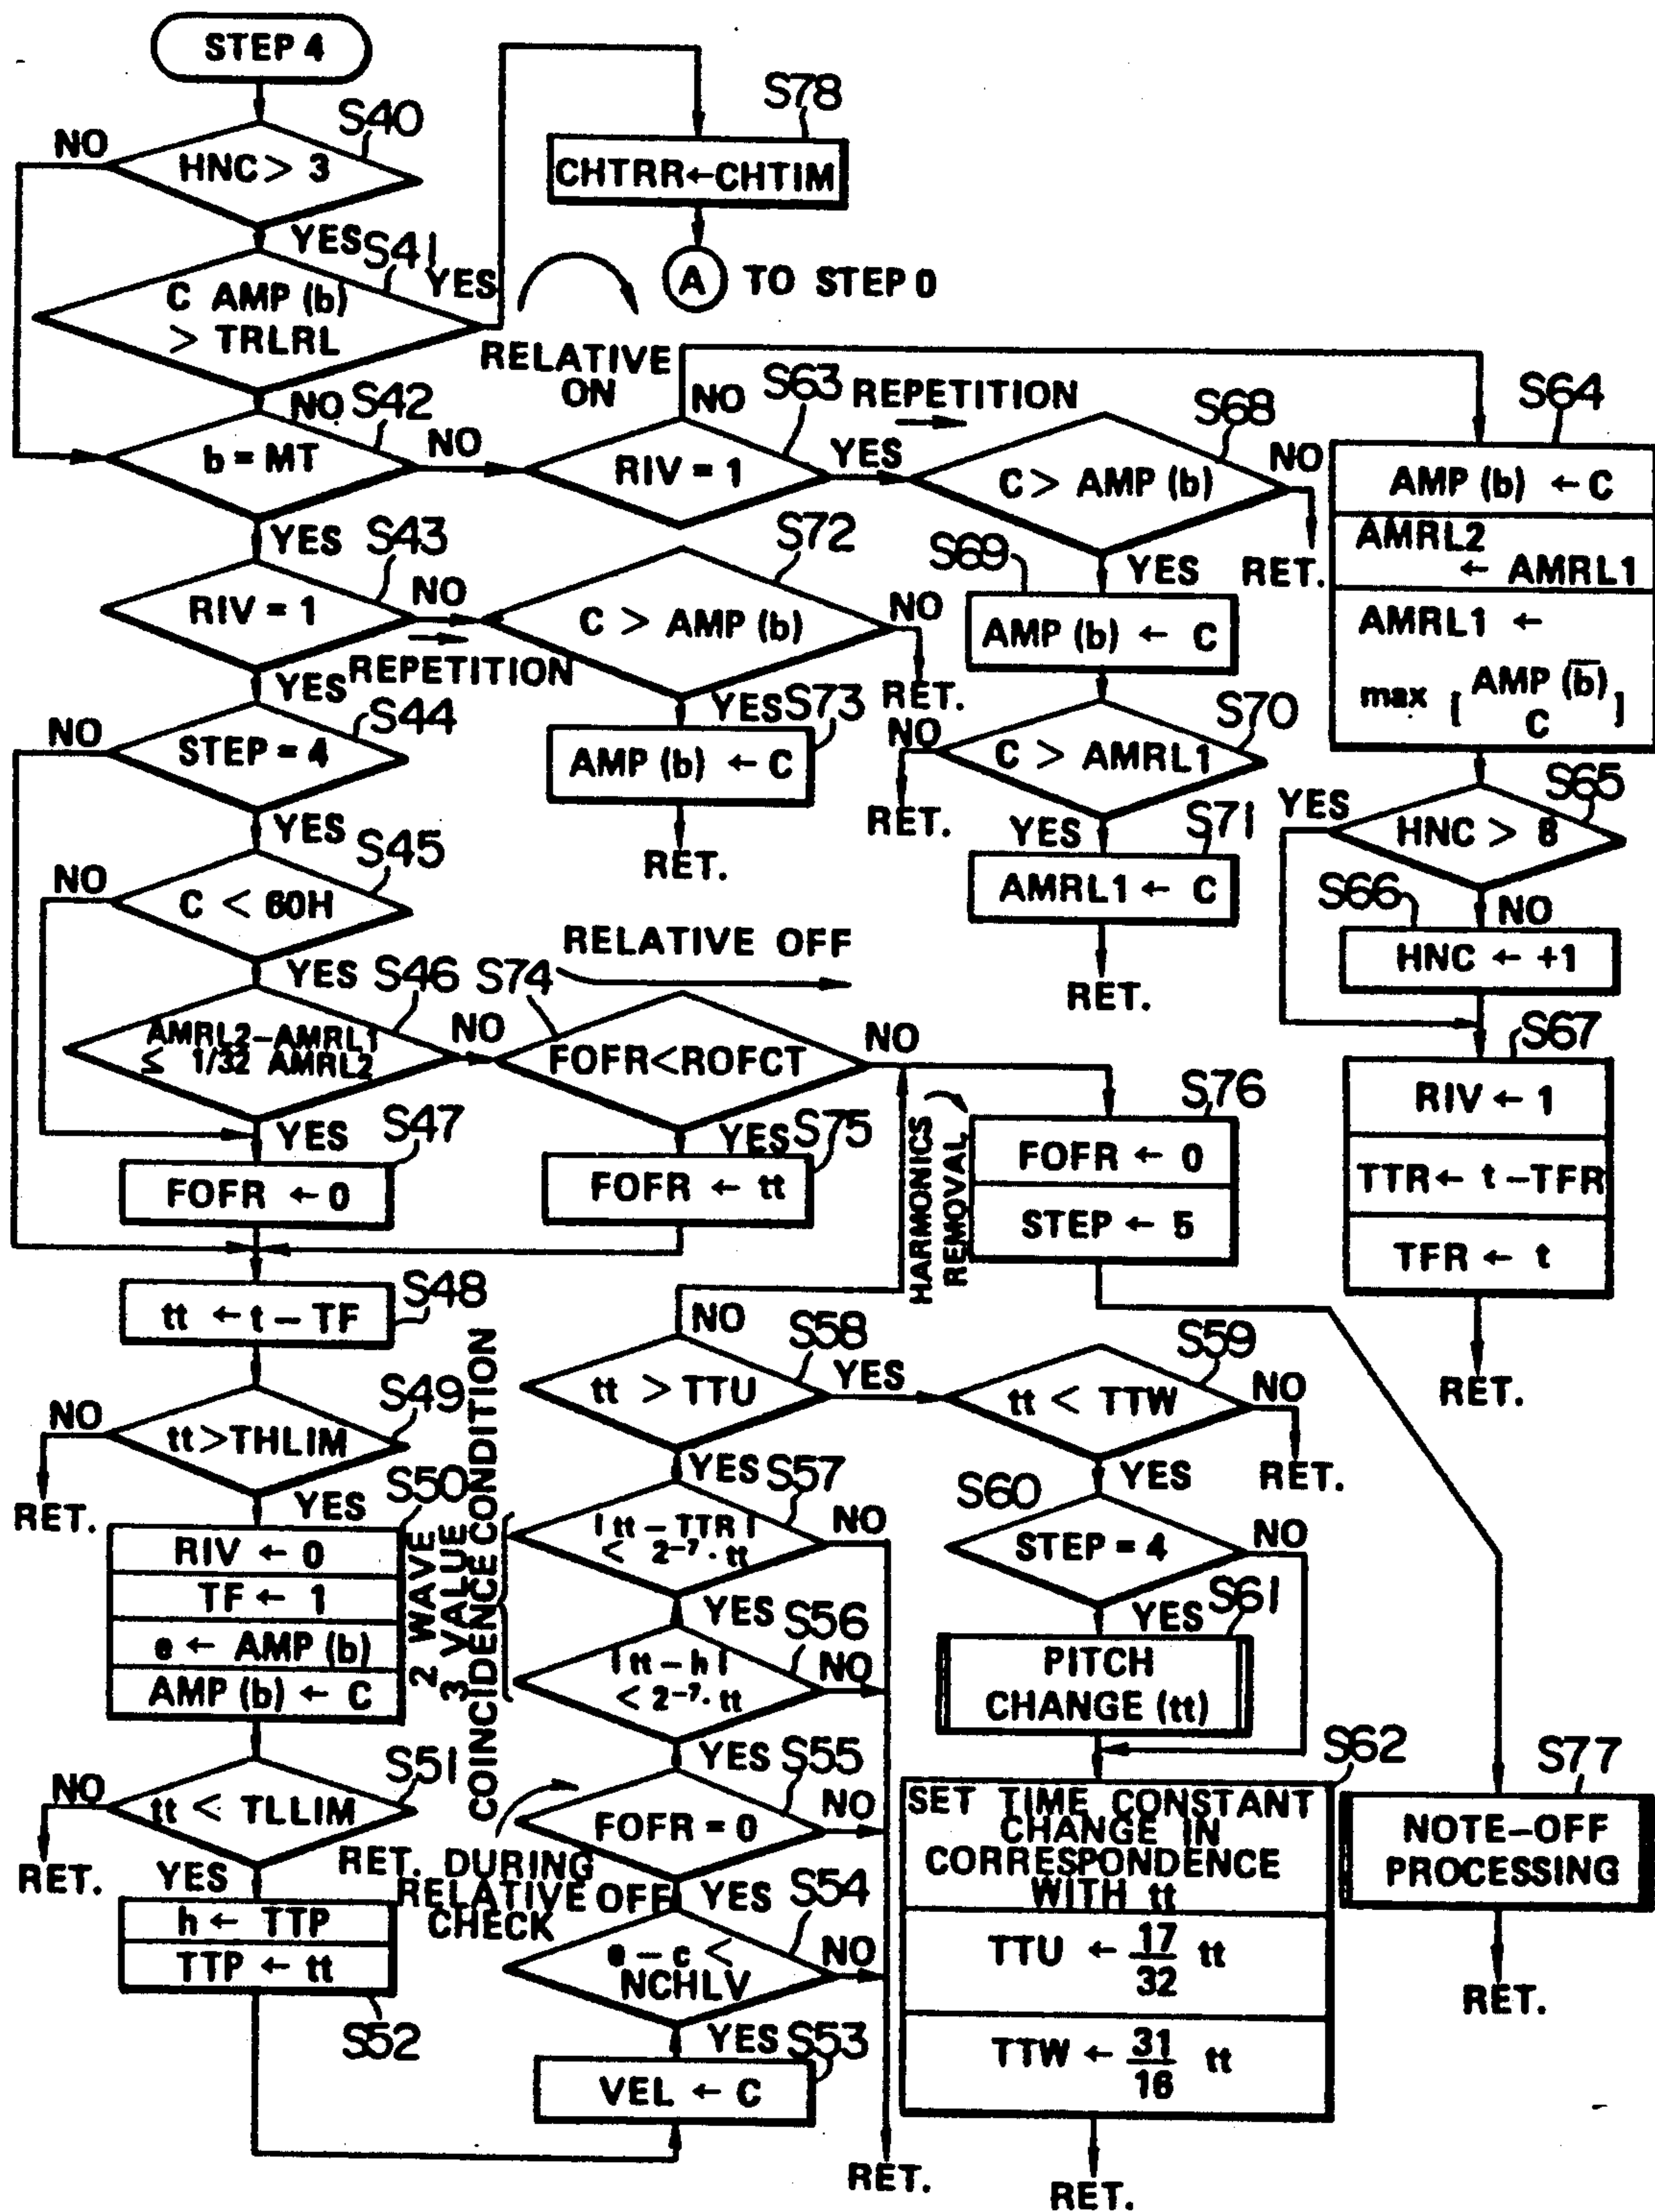 STEP 4
S40
HNC > 3
NO
YES
S41
C AMP (b)
> TRLRL
YES
NO
S78
CHTRR←CHTIM
A
TO STEP 0
RELATIVE
ON
S42
b = MT
NO
YES
S63
RIV = 1
NO
YES
REPETITION
S68
C > AMP (b)
NO
RET.
YES
S69
AMP (b) ← C
S70
C > AMRL1
NO
RET.
YES
S71
AMRL1 ← C
RET.
S64
AMP (b) ← C
AMRL2
← AMRL1
AMRL1 ←
max [ AMP (b̅)
C ]
S65
HNC > 8
YES
NO
S66
HNC ← +1
S67
RIV ← 1
TTR ← t – TFR
TFR ← t
RET.
S43
RIV = 1
NO
YES
REPETITION
S72
C > AMP (b)
NO
RET.
YES
S73
AMP (b) ← C
RET.
S44
STEP = 4
NO
YES
S45
C < 60H
NO
YES
S46
AMRL2–AMRL1
≤ 1/32 AMRL2
NO
YES
S74
RELATIVE OFF
FOFR<ROFCT
NO
YES
S75
FOFR ← tt
S47
FOFR ← 0
HARMONICS
REMOVAL
S76
FOFR ← 0
STEP ← 5
S77
NOTE–OFF
PROCESSING
RET.
S48
tt ← t – TF
S49
tt>THLIM
NO
RET.
YES
S50
RIV ← 0
TF ← 1
e ← AMP (b)
AMP (b) ← C
S51
tt < TLLIM
NO
RET.
YES
h ← TTP
TTP ← tt
S52
S53
VEL ← C
YES
S54
e – c <
NCHLV
NO
YES
S55
FOFR = 0
NO
YES
RET. DURING
RELATIVE OFF
CHECK
2 WAVE
3 VALUE
COINCIDENCE CONDITION
S56
| tt – h |
< 2⁻⁷· tt
NO
YES
S57
| tt – TTR |
< 2⁻⁷· tt
NO
YES
RET.
S58
tt > TTU
NO
YES
S59
tt < TTW
NO
RET.
YES
S60
STEP = 4
NO
YES
S61
PITCH
CHANGE (tt)
S62
SET TIME CONSTANT
CHANGE IN
CORRESPONDENCE
WITH tt
TTU ← 17/32 tt
TTW ← 31/16 tt
RET.